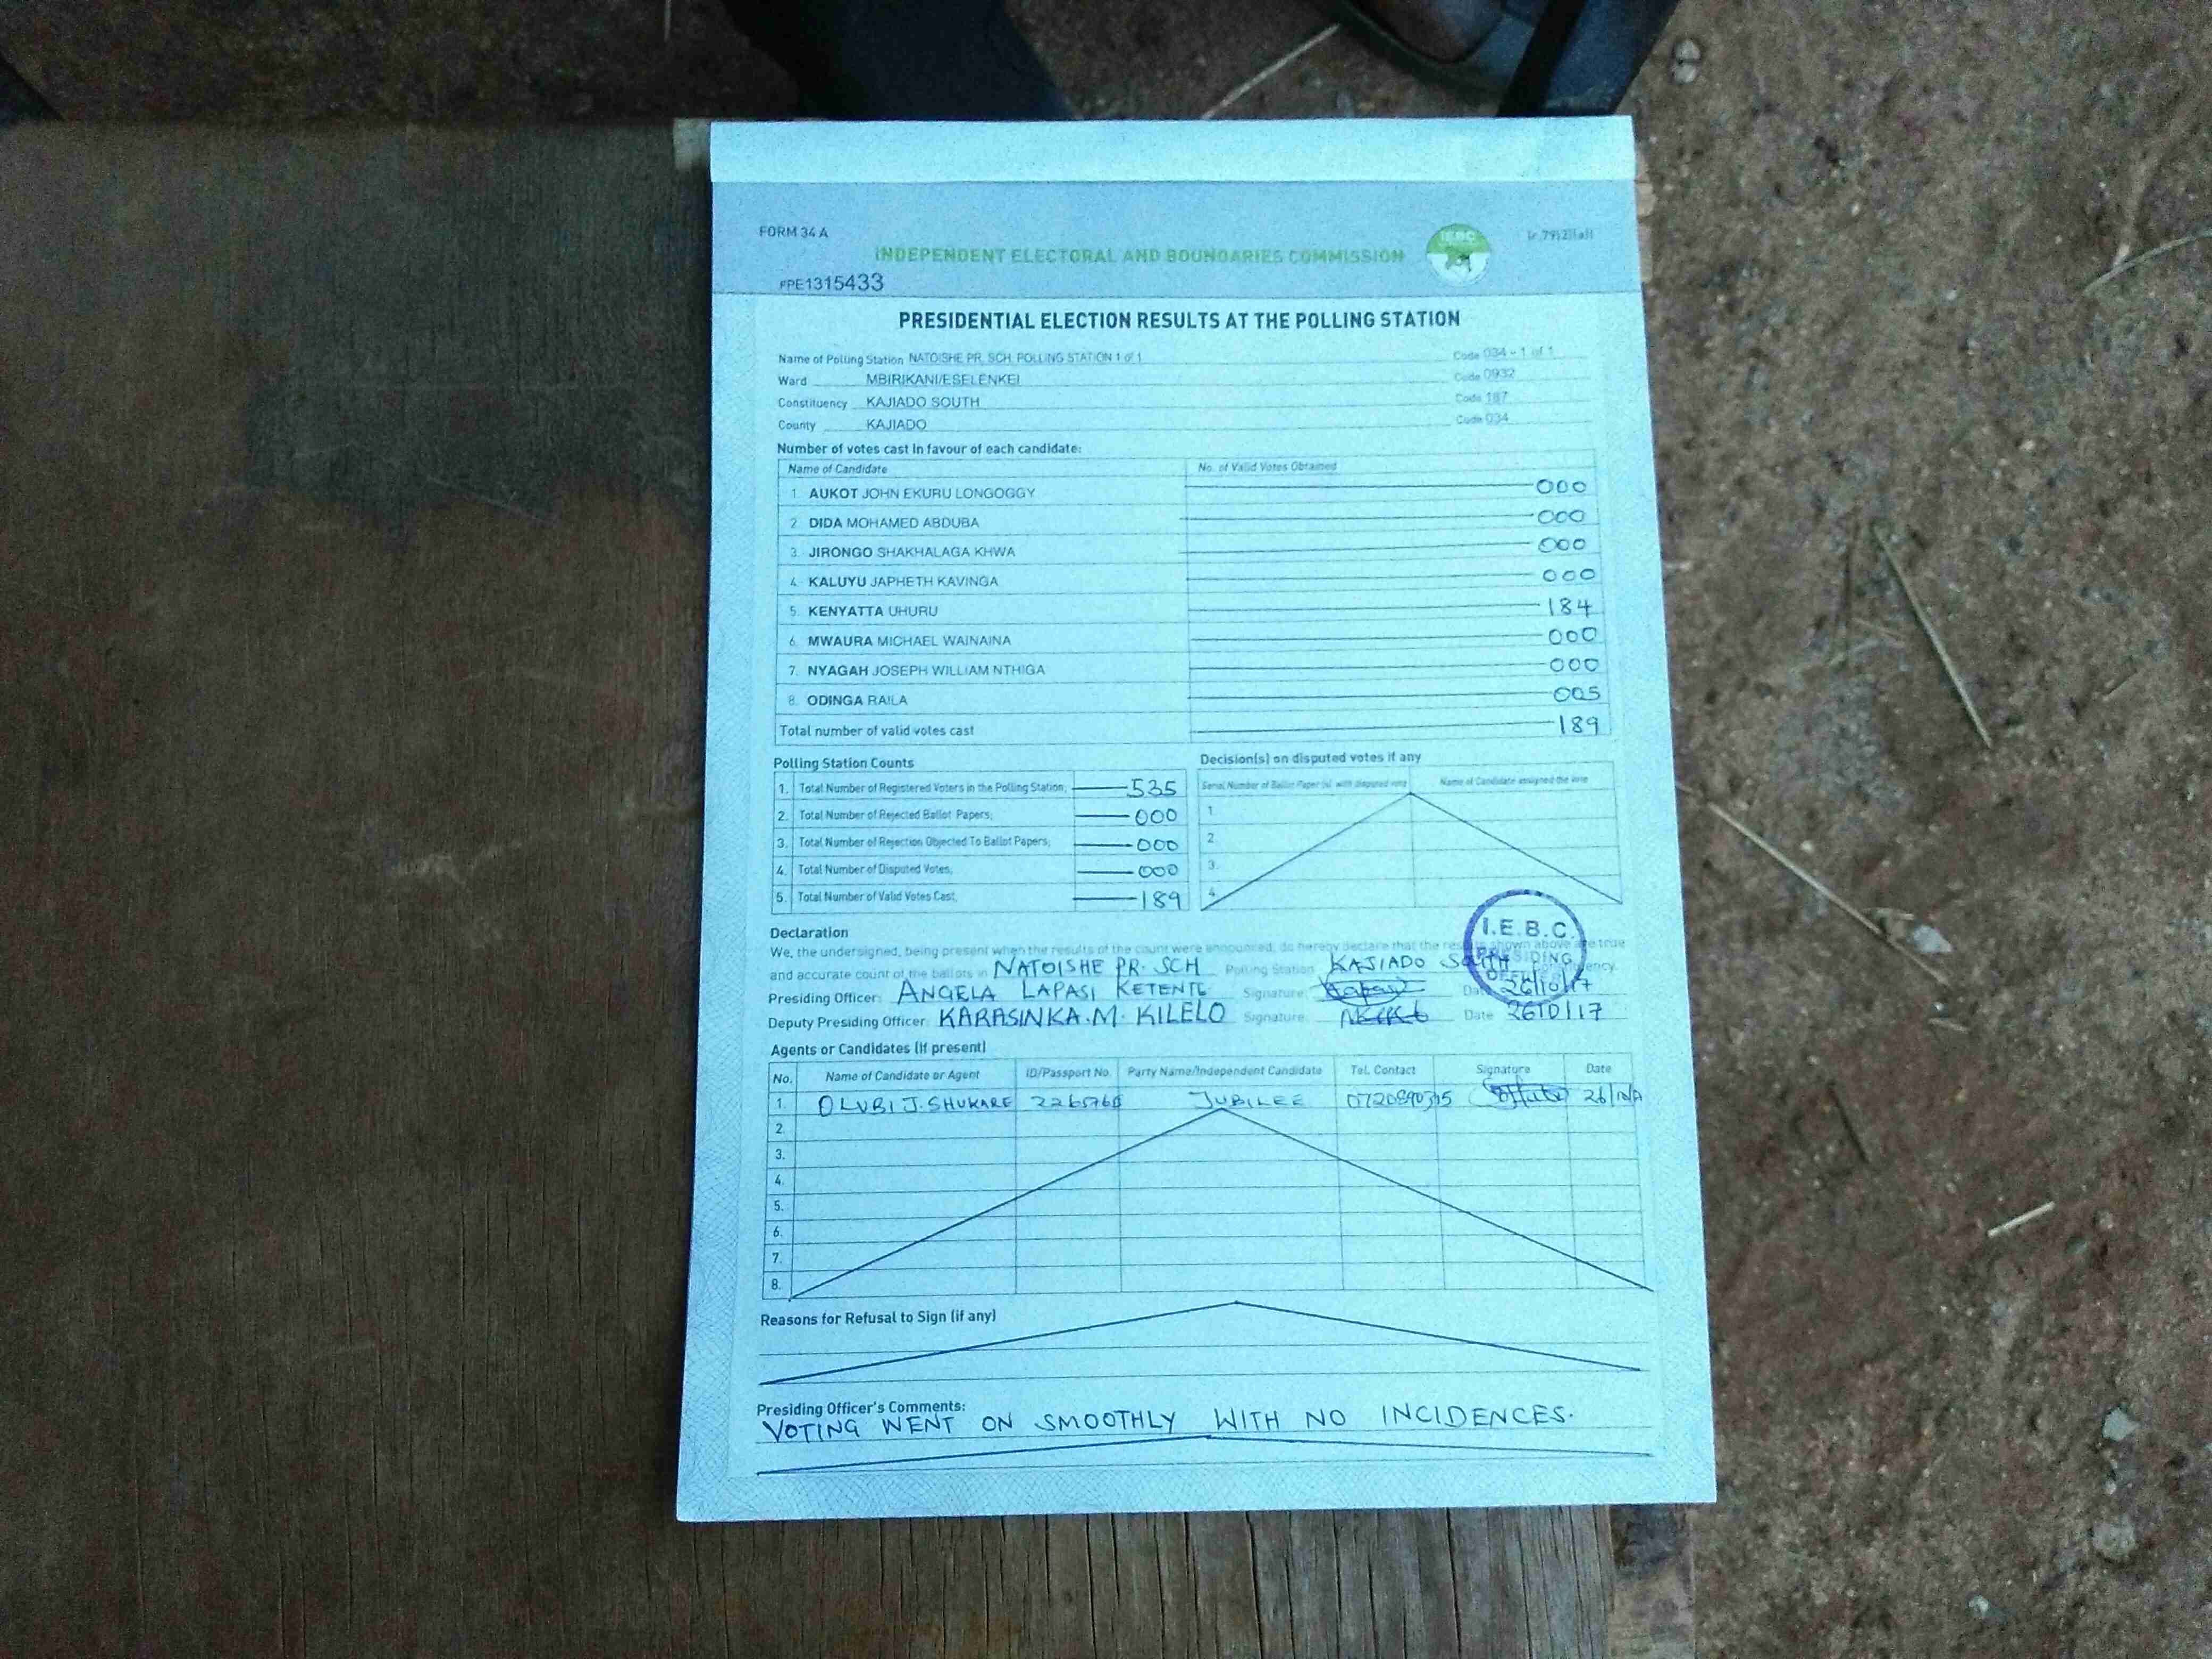 FORM 34 A
INDEPENDENT ELECTORAL AND BOUNDARIES COMMISSION
IEBC
PE1315433
PRESIDENTIAL ELECTION RESULTS AT THE POLLING STATION
Name of Polling Station NATOISHE PR. SCH. POLLING STATION 1 of 1 Code 034 - 1 of 1
Ward MBIRIKANI/ESELENKEI Code 0932
Constituency KAJIADO SOUTH Code 187
County KAJIADO Code 034
Number of votes cast in favour of each candidate:
Name of Candidate No. of Valid Votes Obtained
1. AUKOT JOHN EKURU LONGOGGY 000
2. DIDA MOHAMED ABDUBA 000
3. JIRONGO SHAKHALAGA KHWA 000
4. KALUYU JAPHETH KAVINGA 000
5. KENYATTA UHURU 184
6. MWAURA MICHAEL WAINAINA 000
7. NYAGAH JOSEPH WILLIAM NTHIGA 000
8. ODINGA RAILA 005
Total number of valid votes cast 189
Polling Station Counts
1. Total Number of Registered Voters in the Polling Station; 535
2. Total Number of Rejected Ballot Papers; 000
3. Total Number of Rejection Objected To Ballot Papers; 000
4. Total Number of Disputed Votes; 000
5. Total Number of Valid Votes Cast; 189
Decision(s) on disputed votes if any
Serial Number of Ballot Paper(s) with disputed vote Name of Candidate assigned the vote
1.
2.
3.
4.
Declaration
We, the undersigned, being present when the results of the count were announced, do hereby declare that the results shown above are true
and accurate count of the ballots in NATOISHE PR. SCH Polling Station KAJIADO SOUTH
I.E.B.C.
PRESIDING
OFFICER
Presiding Officer: ANGELA LAPASI KETENTE Signature: Date 26/10/17
Deputy Presiding Officer: KARASINKA.M. KILELO Signature: Date 26/10/17
Agents or Candidates (if present)
No. Name of Candidate or Agent ID/Passport No. Party Name/Independent Candidate Tel. Contact Signature Date
1. OLUBI J. SHUKARE JUBILEE
2.
3.
4.
5.
6.
7.
8.
Reasons for Refusal to Sign (if any)
Presiding Officer's Comments:
VOTING WENT ON SMOOTHLY WITH NO INCIDENCES.